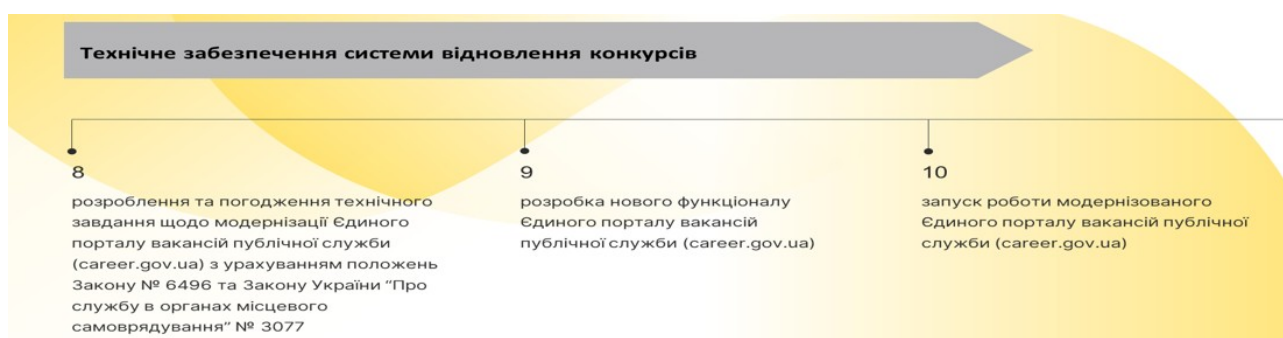 Технічне забезпечення системи відновлення конкурсів
8
розроблення та погодження технічного
завдання щодо модернізації Єдиного
порталу вакансій публічної служби
(career.gov.ua) з урахуванням положень
Закону № 6496 та Закону України “Про
службу в органах місцевого
самоврядування” № 3077
9
розробка нового функціоналу
Єдиного порталу вакансій
публічної служби (career.gov.ua)
10
запуск роботи модернізованого
Єдиного порталу вакансій публічної
служби (career.gov.ua)